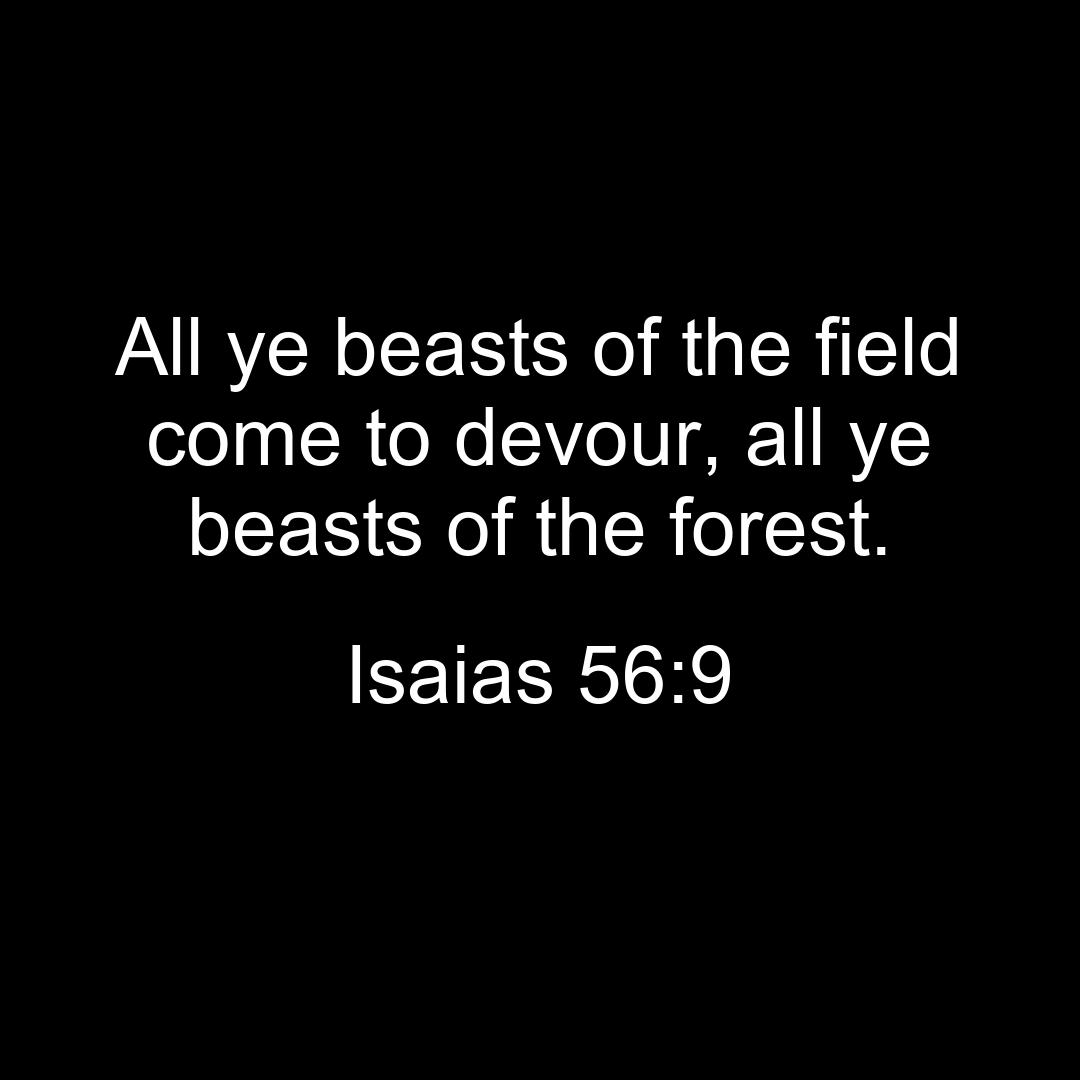 All ye beasts of the field
come to devour, all ye
beasts of the forest.
Isaias 56:9